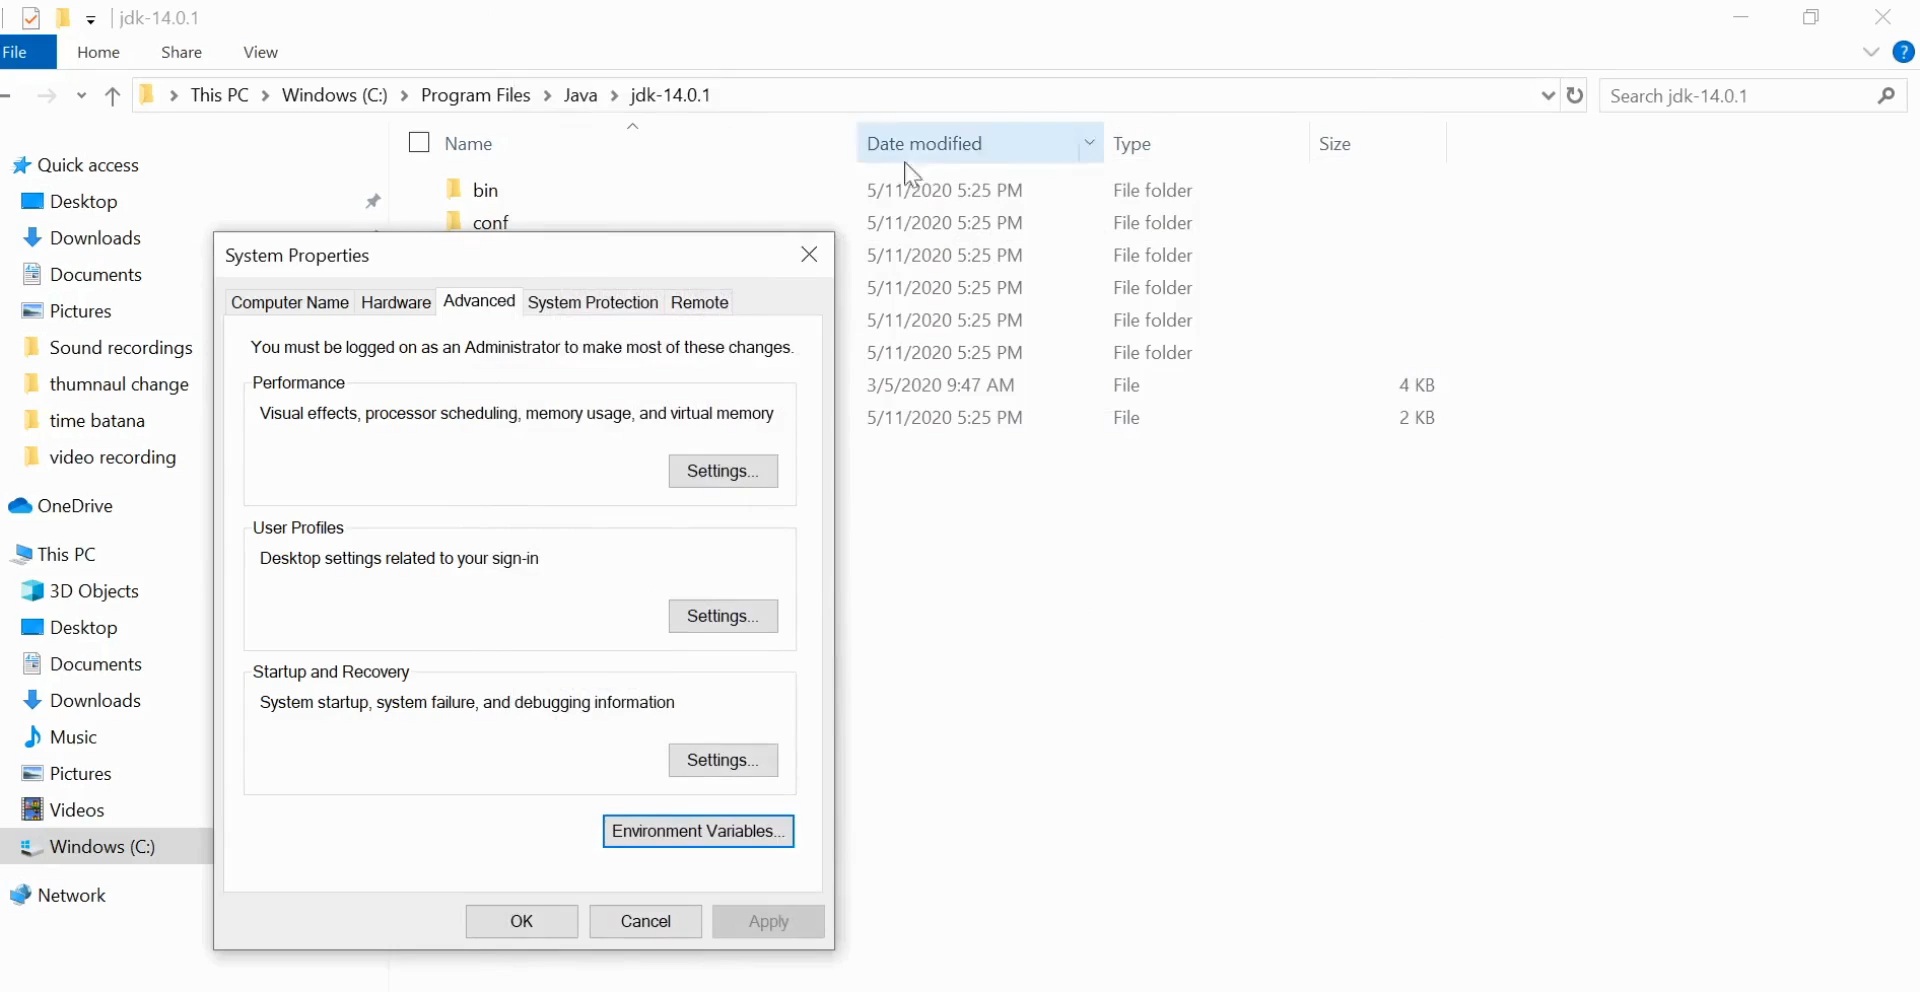 jdk-14.0.1
File Home Share View
This PC Windows (C:) Program Files Java jdk-14.0.1
Search jdk-14.0.1
Name Date modified Type Size
Quick access
Desktop
Downloads
Documents
Pictures
Sound recordings
thumnaul change
time batana
video recording
OneDrive
This PC
3D Objects
Desktop
Documents
Downloads
Music
Pictures
Videos
Windows (C:)
Network
bin 5/11/2020 5:25 PM File folder
conf 5/11/2020 5:25 PM File folder
5/11/2020 5:25 PM File folder
5/11/2020 5:25 PM File folder
5/11/2020 5:25 PM File folder
5/11/2020 5:25 PM File folder
3/5/2020 9:47 AM File 4 KB
5/11/2020 5:25 PM File 2 KB
System Properties
Computer Name Hardware Advanced System Protection Remote
You must be logged on as an Administrator to make most of these changes.
Performance
Visual effects, processor scheduling, memory usage, and virtual memory
Settings...
User Profiles
Desktop settings related to your sign-in
Settings...
Startup and Recovery
System startup, system failure, and debugging information
Settings...
Environment Variables...
OK Cancel Apply